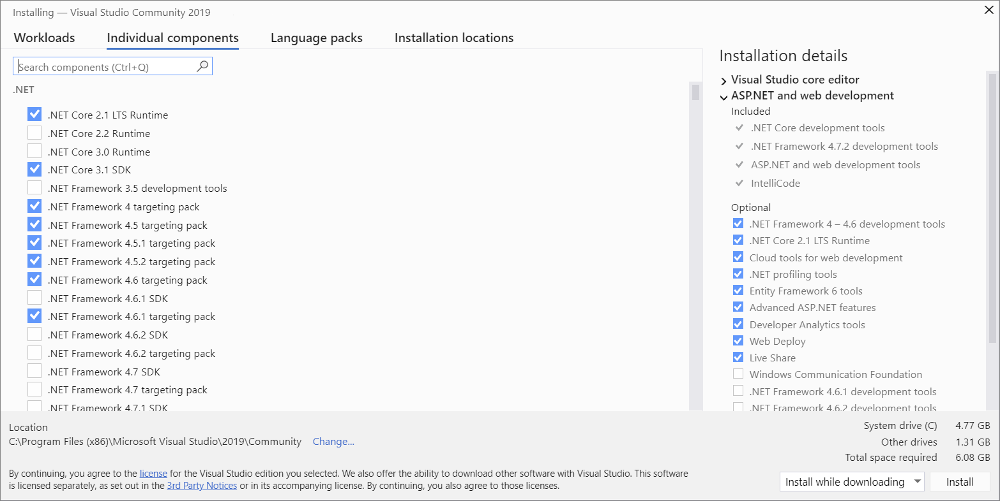 Installing — Visual Studio Community 2019
Workloads
Individual components
Language packs
Installation locations
Search components (Ctrl+Q)
.NET
.NET Core 2.1 LTS Runtime
.NET Core 2.2 Runtime
.NET Core 3.0 Runtime
.NET Core 3.1 SDK
.NET Framework 3.5 development tools
.NET Framework 4 targeting pack
.NET Framework 4.5 targeting pack
.NET Framework 4.5.1 targeting pack
.NET Framework 4.5.2 targeting pack
.NET Framework 4.6 targeting pack
.NET Framework 4.6.1 SDK
.NET Framework 4.6.1 targeting pack
.NET Framework 4.6.2 SDK
.NET Framework 4.6.2 targeting pack
.NET Framework 4.7 SDK
.NET Framework 4.7 targeting pack
.NET Framework 4.7.1 SDK
Installation details
Visual Studio core editor
ASP.NET and web development
Included
.NET Core development tools
.NET Framework 4.7.2 development tools
ASP.NET and web development tools
IntelliCode
Optional
.NET Framework 4 – 4.6 development tools
.NET Core 2.1 LTS Runtime
Cloud tools for web development
.NET profiling tools
Entity Framework 6 tools
Advanced ASP.NET features
Developer Analytics tools
Web Deploy
Live Share
Windows Communication Foundation
.NET Framework 4.6.1 development tools
.NET Framework 4.6.2 development tools
Location
C:\Program Files (x86)\Microsoft Visual Studio\2019\Community Change...
System drive (C) 4.77 GB
Other drives 1.31 GB
Total space required 6.08 GB
By continuing, you agree to the license for the Visual Studio edition you selected. We also offer the ability to download other software with Visual Studio. This software
is licensed separately, as set out in the 3rd Party Notices or in its accompanying license. By continuing, you also agree to those licenses.
Install while downloading
Install